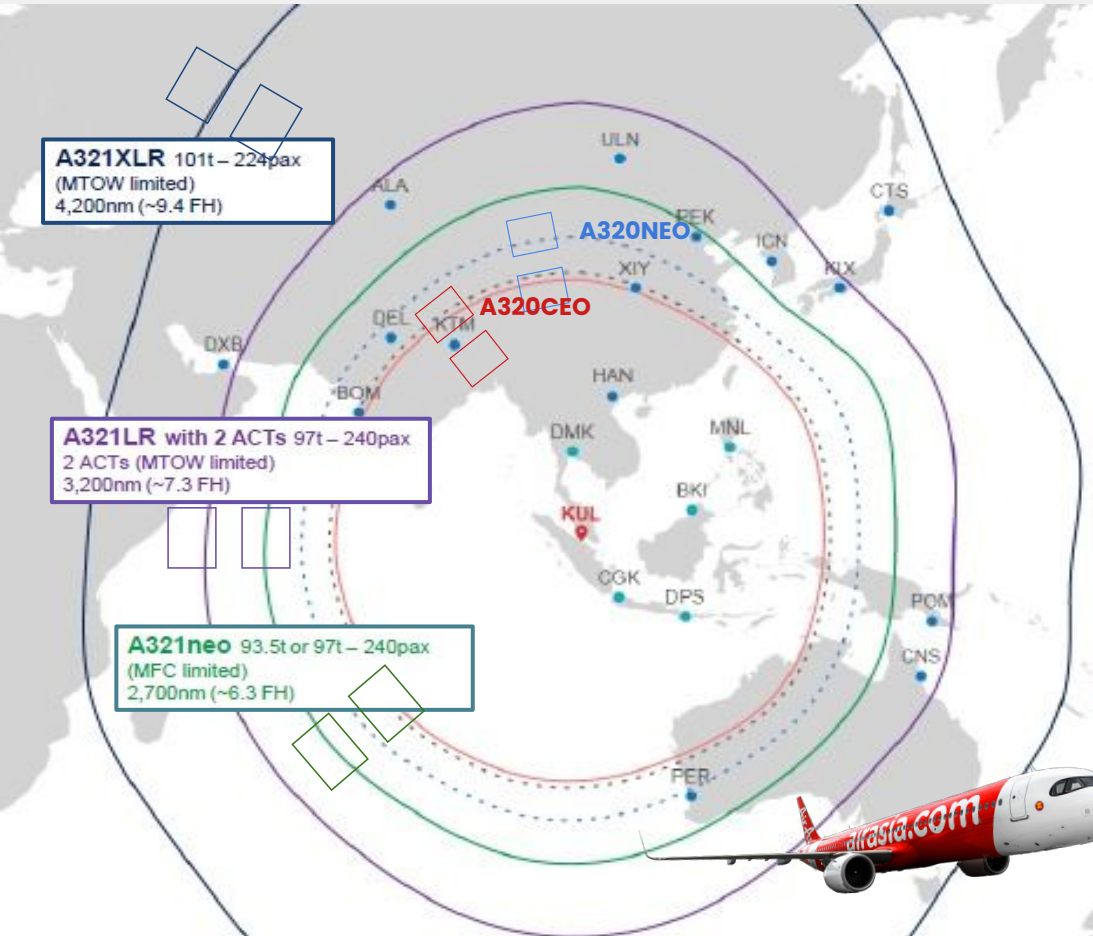 ULN
A321XLR 101t – 224pax
(MTOW limited)
4,200nm (~9.4 FH)
ALA
CTS
PEK
A320NEO
ICN
XIY
KIX
A320CEO
DEL
KTM
DXB
HAN
BOM
A321LR with 2 ACTs 97t – 240pax
2 ACTs (MTOW limited)
3,200nm (~7.3 FH)
DMK
MNL
BKI
KUL
CGK
DPS
POM
A321neo 93.5t or 97t – 240pax
(MFC limited)
2,700nm (~6.3 FH)
CNS
PER
airasia.com